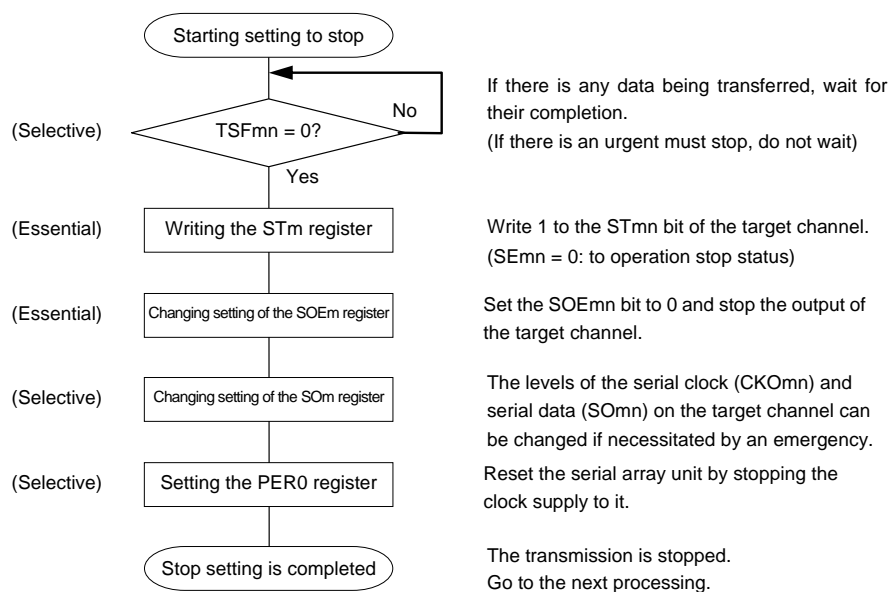 Starting setting to stop
If there is any data being transferred, wait for
their completion.
(If there is an urgent must stop, do not wait)
(Selective)
TSFmn = 0?
No
Yes
(Essential)
Writing the STm register
Write 1 to the STmn bit of the target channel.
(SEmn = 0: to operation stop status)
(Essential)
Changing setting of the SOEm register
Set the SOEmn bit to 0 and stop the output of
the target channel.
(Selective)
Changing setting of the SOm register
The levels of the serial clock (CKOmn) and
serial data (SOmn) on the target channel can
be changed if necessitated by an emergency.
(Selective)
Setting the PER0 register
Reset the serial array unit by stopping the
clock supply to it.
Stop setting is completed
The transmission is stopped.
Go to the next processing.